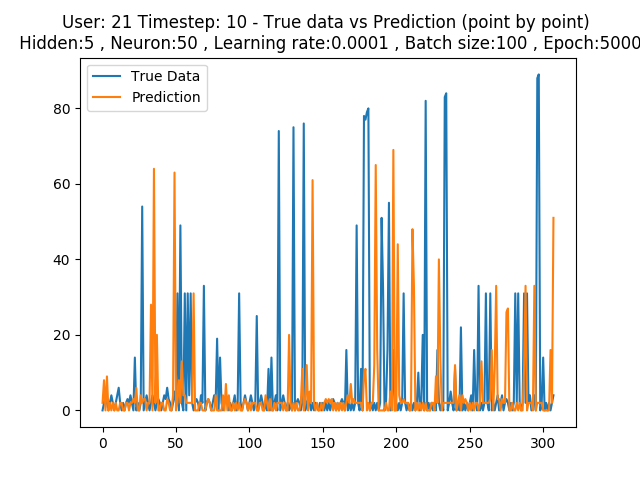 User: 21 Timestep: 10 - True data vs Prediction (point by point)
Hidden:5 , Neuron:50 , Learning rate:0.0001 , Batch size:100 , Epoch:5000
True Data
Prediction
80
60
40
20
0
0 50 100 150 200 250 300